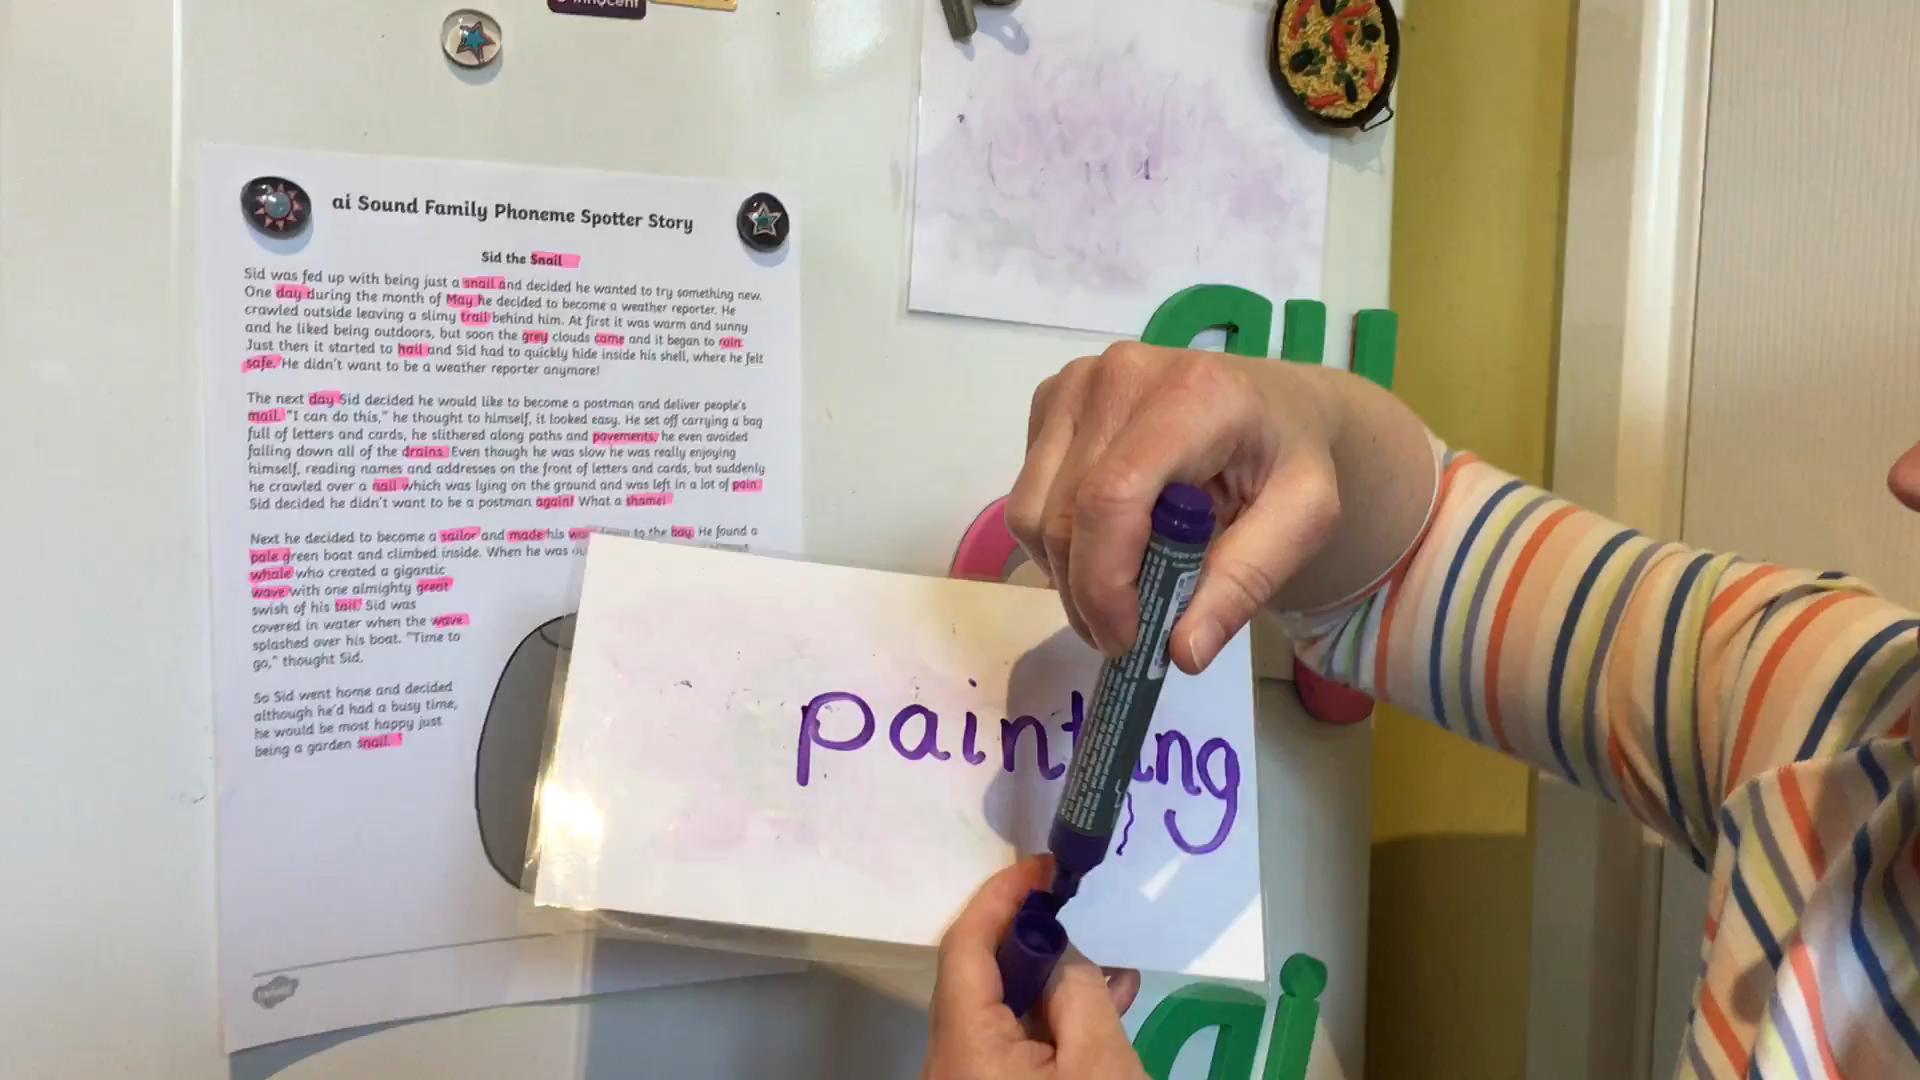 innocent
ai Sound Family Phoneme Spotter Story
Sid the Snail
Sid was fed up with being just a snail and decided he wanted to try something new.
One day during the month of May he decided to become a weather reporter. He
crawled outside leaving a slimy trail behind him. At first it was warm and sunny
and he liked being outdoors, but soon the grey clouds came and it began to rain.
Just then it started to hail and Sid had to quickly hide inside his shell, where he felt
safe. He didn't want to be a weather reporter anymore!
The next day Sid decided he would like to become a postman and deliver people's
mail. "I can do this," he thought to himself, it looked easy. He set off carrying a bag
full of letters and cards, he slithered along paths and pavements, he even avoided
falling down all of the drains. Even though he was slow he was really enjoying
himself, reading names and addresses on the front of letters and cards, but suddenly
he crawled over a nail which was lying on the ground and was left in a lot of pain.
Sid decided he didn't want to be a postman again! What a shame!
Next he decided to become a sailor and made his to the bay. He found a
pale green boat and climbed inside. When he was
whale who created a gigantic
wave with one almighty great
swish of his tail. Sid was
covered in water when the wave
splashed over his boat. "Time to
go," thought Sid.
So Sid went home and decided
although he'd had a busy time,
he would be most happy just
being a garden snail.
painting
ai